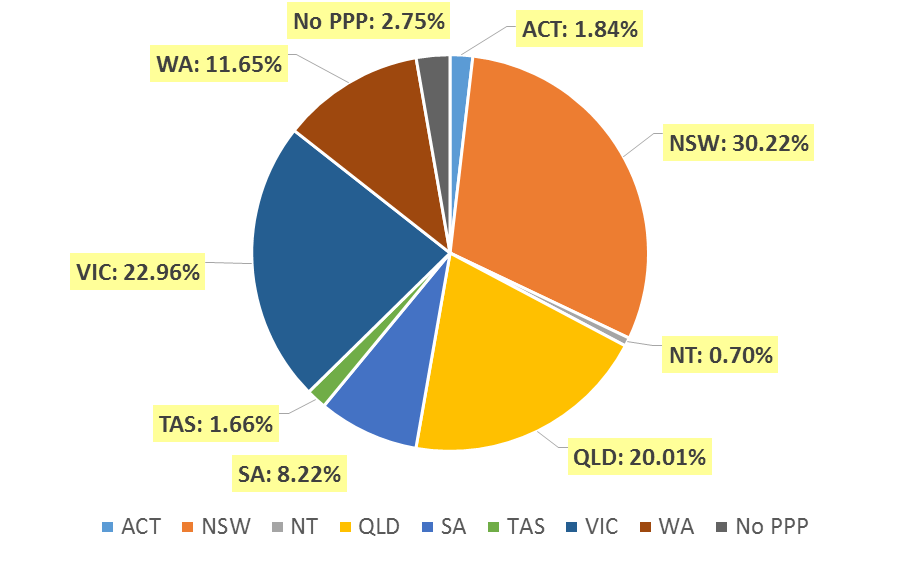 No PPP: 2.75%
ACT: 1.84%
WA: 11.65%
NSW: 30.22%
VIC: 22.96%
NT: 0.70%
TAS: 1.66%
QLD: 20.01%
SA: 8.22%
ACT NSW NT QLD SA TAS VIC WA No PPP